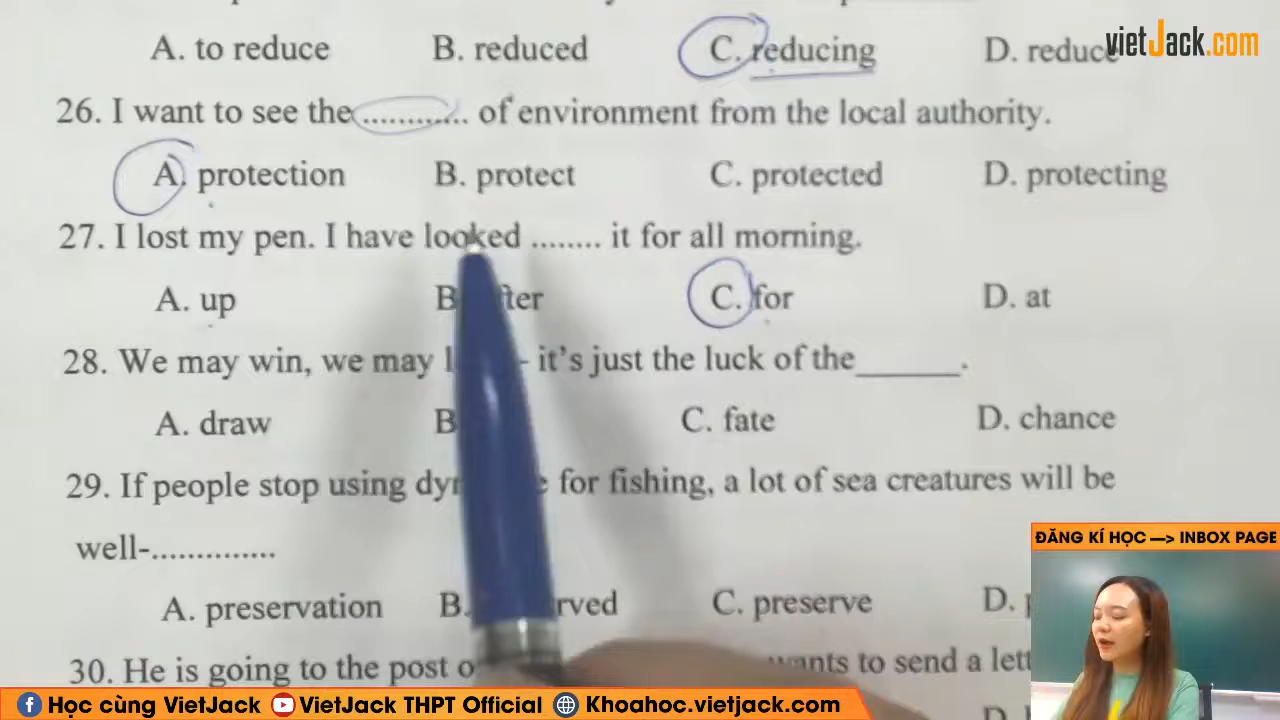 A. to reduce B. reduced C. reducing D. reduce
vietJack.com
26. I want to see the ............ of environment from the local authority.
A. protection B. protect C. protected D. protecting
27. I lost my pen. I have looked ........ it for all morning.
A. up B. C. for D. at
28. We may win, we may - it's just the luck of the______.
A. draw B C. fate D. chance
29. If people stop using for fishing, a lot of sea creatures will be
well-..............
A. preservation B. C. preserve D.
30. He is going to the post to send a
ĐĂNG KÍ HỌC —> INBOX PAGE
Học cùng VietJack VietJack THPT Official Khoahoc.vietjack.com